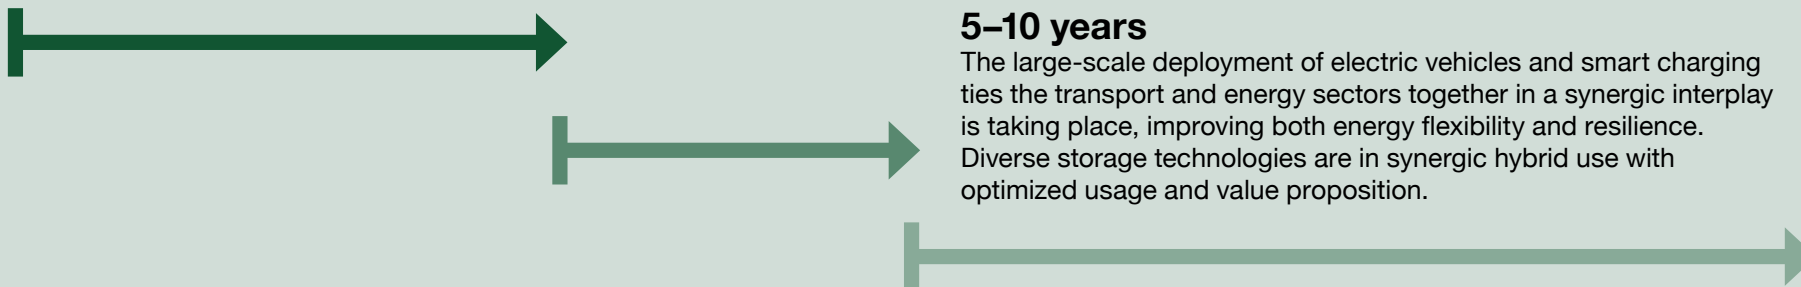 5–10 years
The large-scale deployment of electric vehicles and smart charging
ties the transport and energy sectors together in a synergic interplay
is taking place, improving both energy flexibility and resilience.
Diverse storage technologies are in synergic hybrid use with
optimized usage and value proposition.